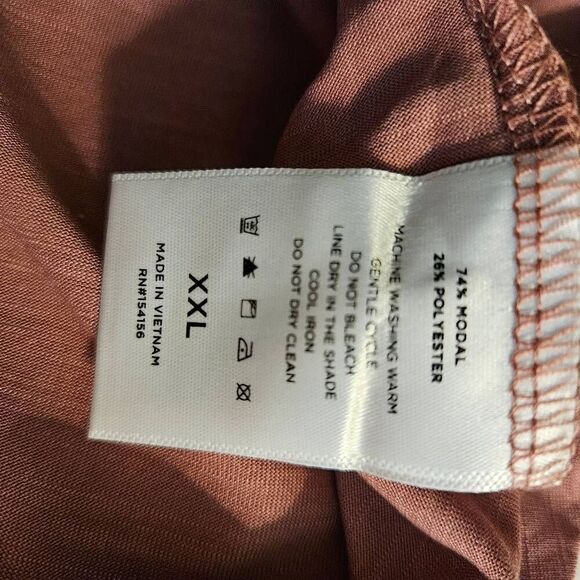 74% MODAL
26% POLYESTER
MACHINE WASHING WARM
GENTLE CYCLE
DO NOT BLEACH
LINE DRY IN THE SHADE
COOL IRON
DO NOT DRY CLEAN
XXL
MADE IN VIETNAM
RN#154156